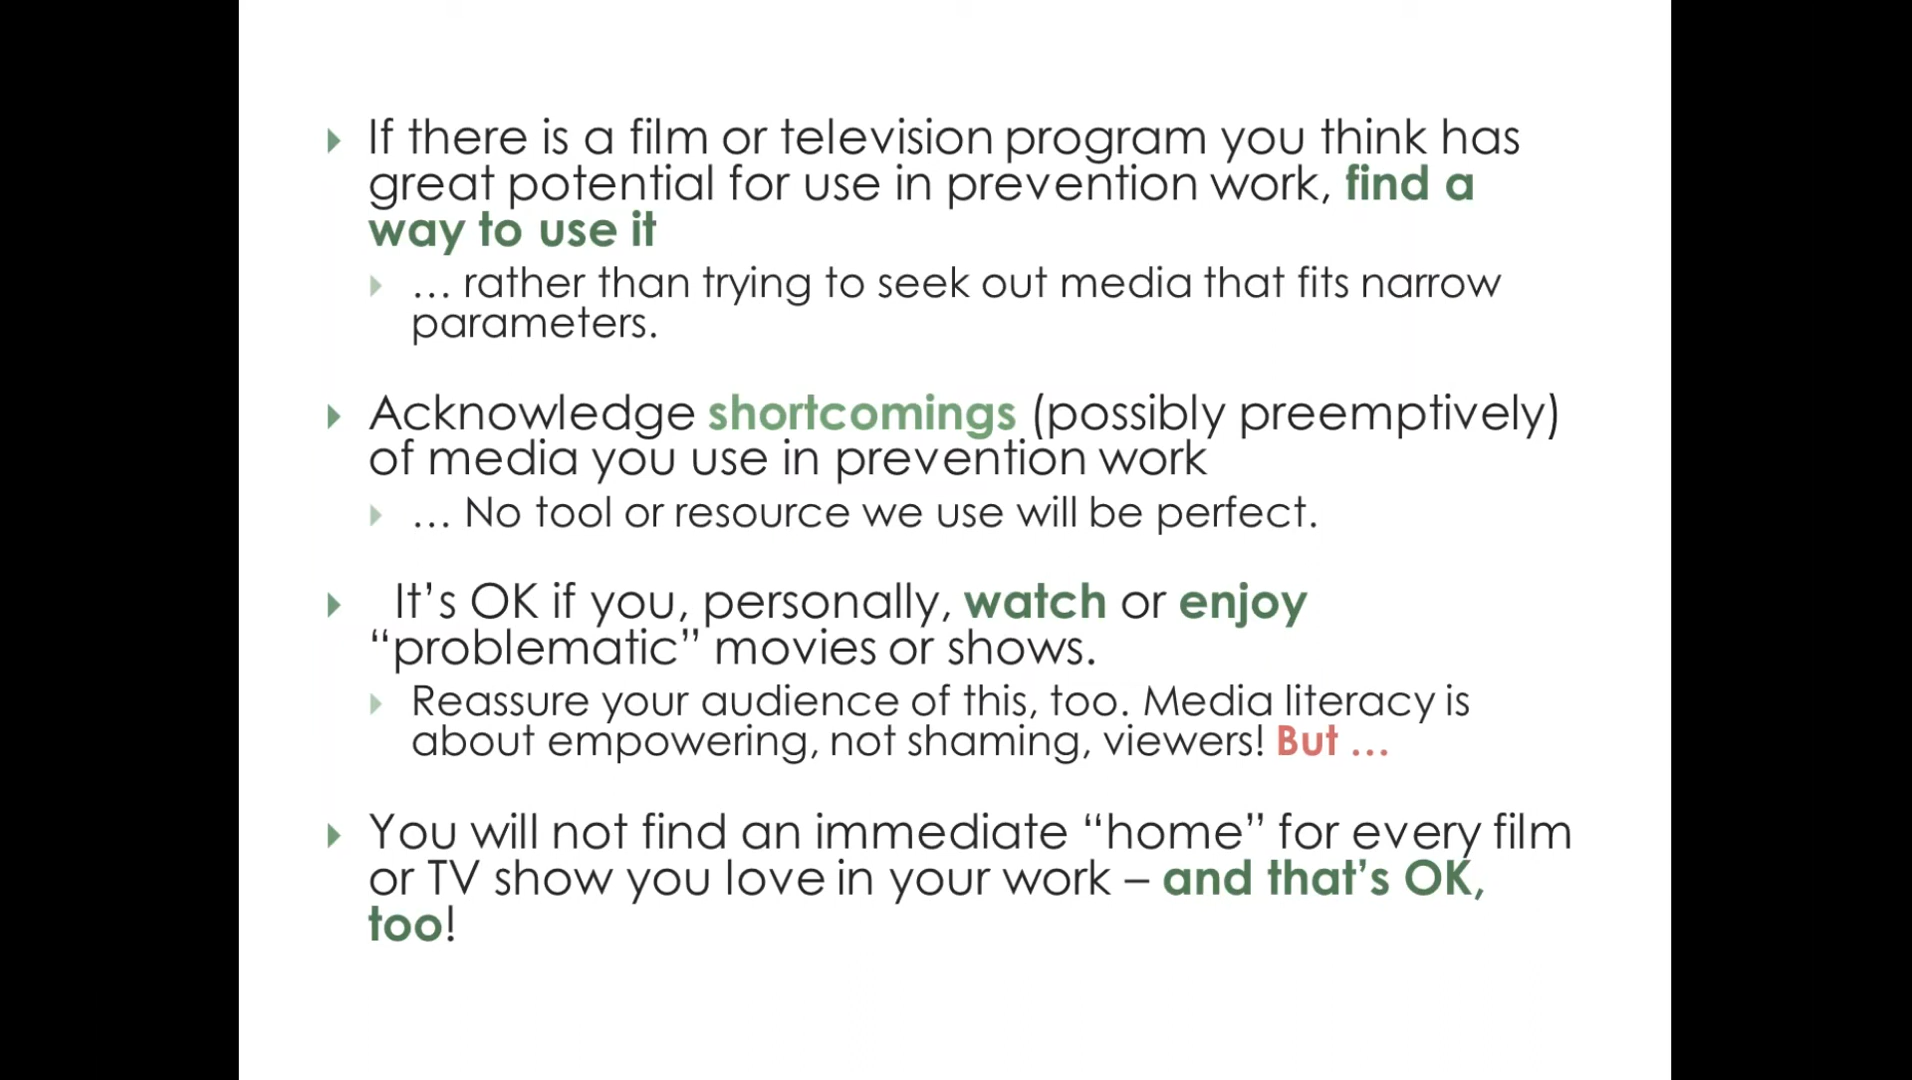 If there is a film or television program you think has
great potential for use in prevention work, find a
way to use it
… rather than trying to seek out media that fits narrow
parameters.
Acknowledge shortcomings (possibly preemptively)
of media you use in prevention work
… No tool or resource we use will be perfect.
It’s OK if you, personally, watch or enjoy
“problematic” movies or shows.
Reassure your audience of this, too. Media literacy is
about empowering, not shaming, viewers! But …
You will not find an immediate “home” for every film
or TV show you love in your work – and that’s OK,
too!